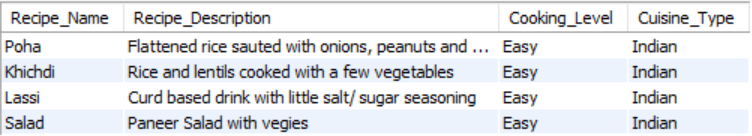 Recipe_Name Recipe_Description Cooking_Level Cuisine_Type
Poha Flattened rice sauted with onions, peanuts and ... Easy Indian
Khichdi Rice and lentils cooked with a few vegetables Easy Indian
Lassi Curd based drink with little salt/ sugar seasoning Easy Indian
Salad Paneer Salad with vegies Easy Indian